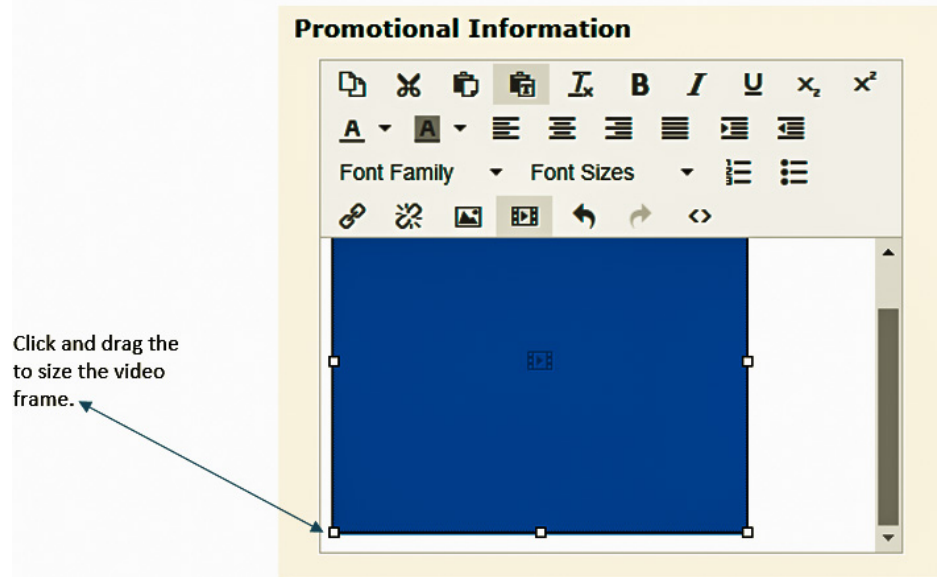 Promotional Information
A A
Font Family Font Sizes
Click and drag the
to size the video
frame.